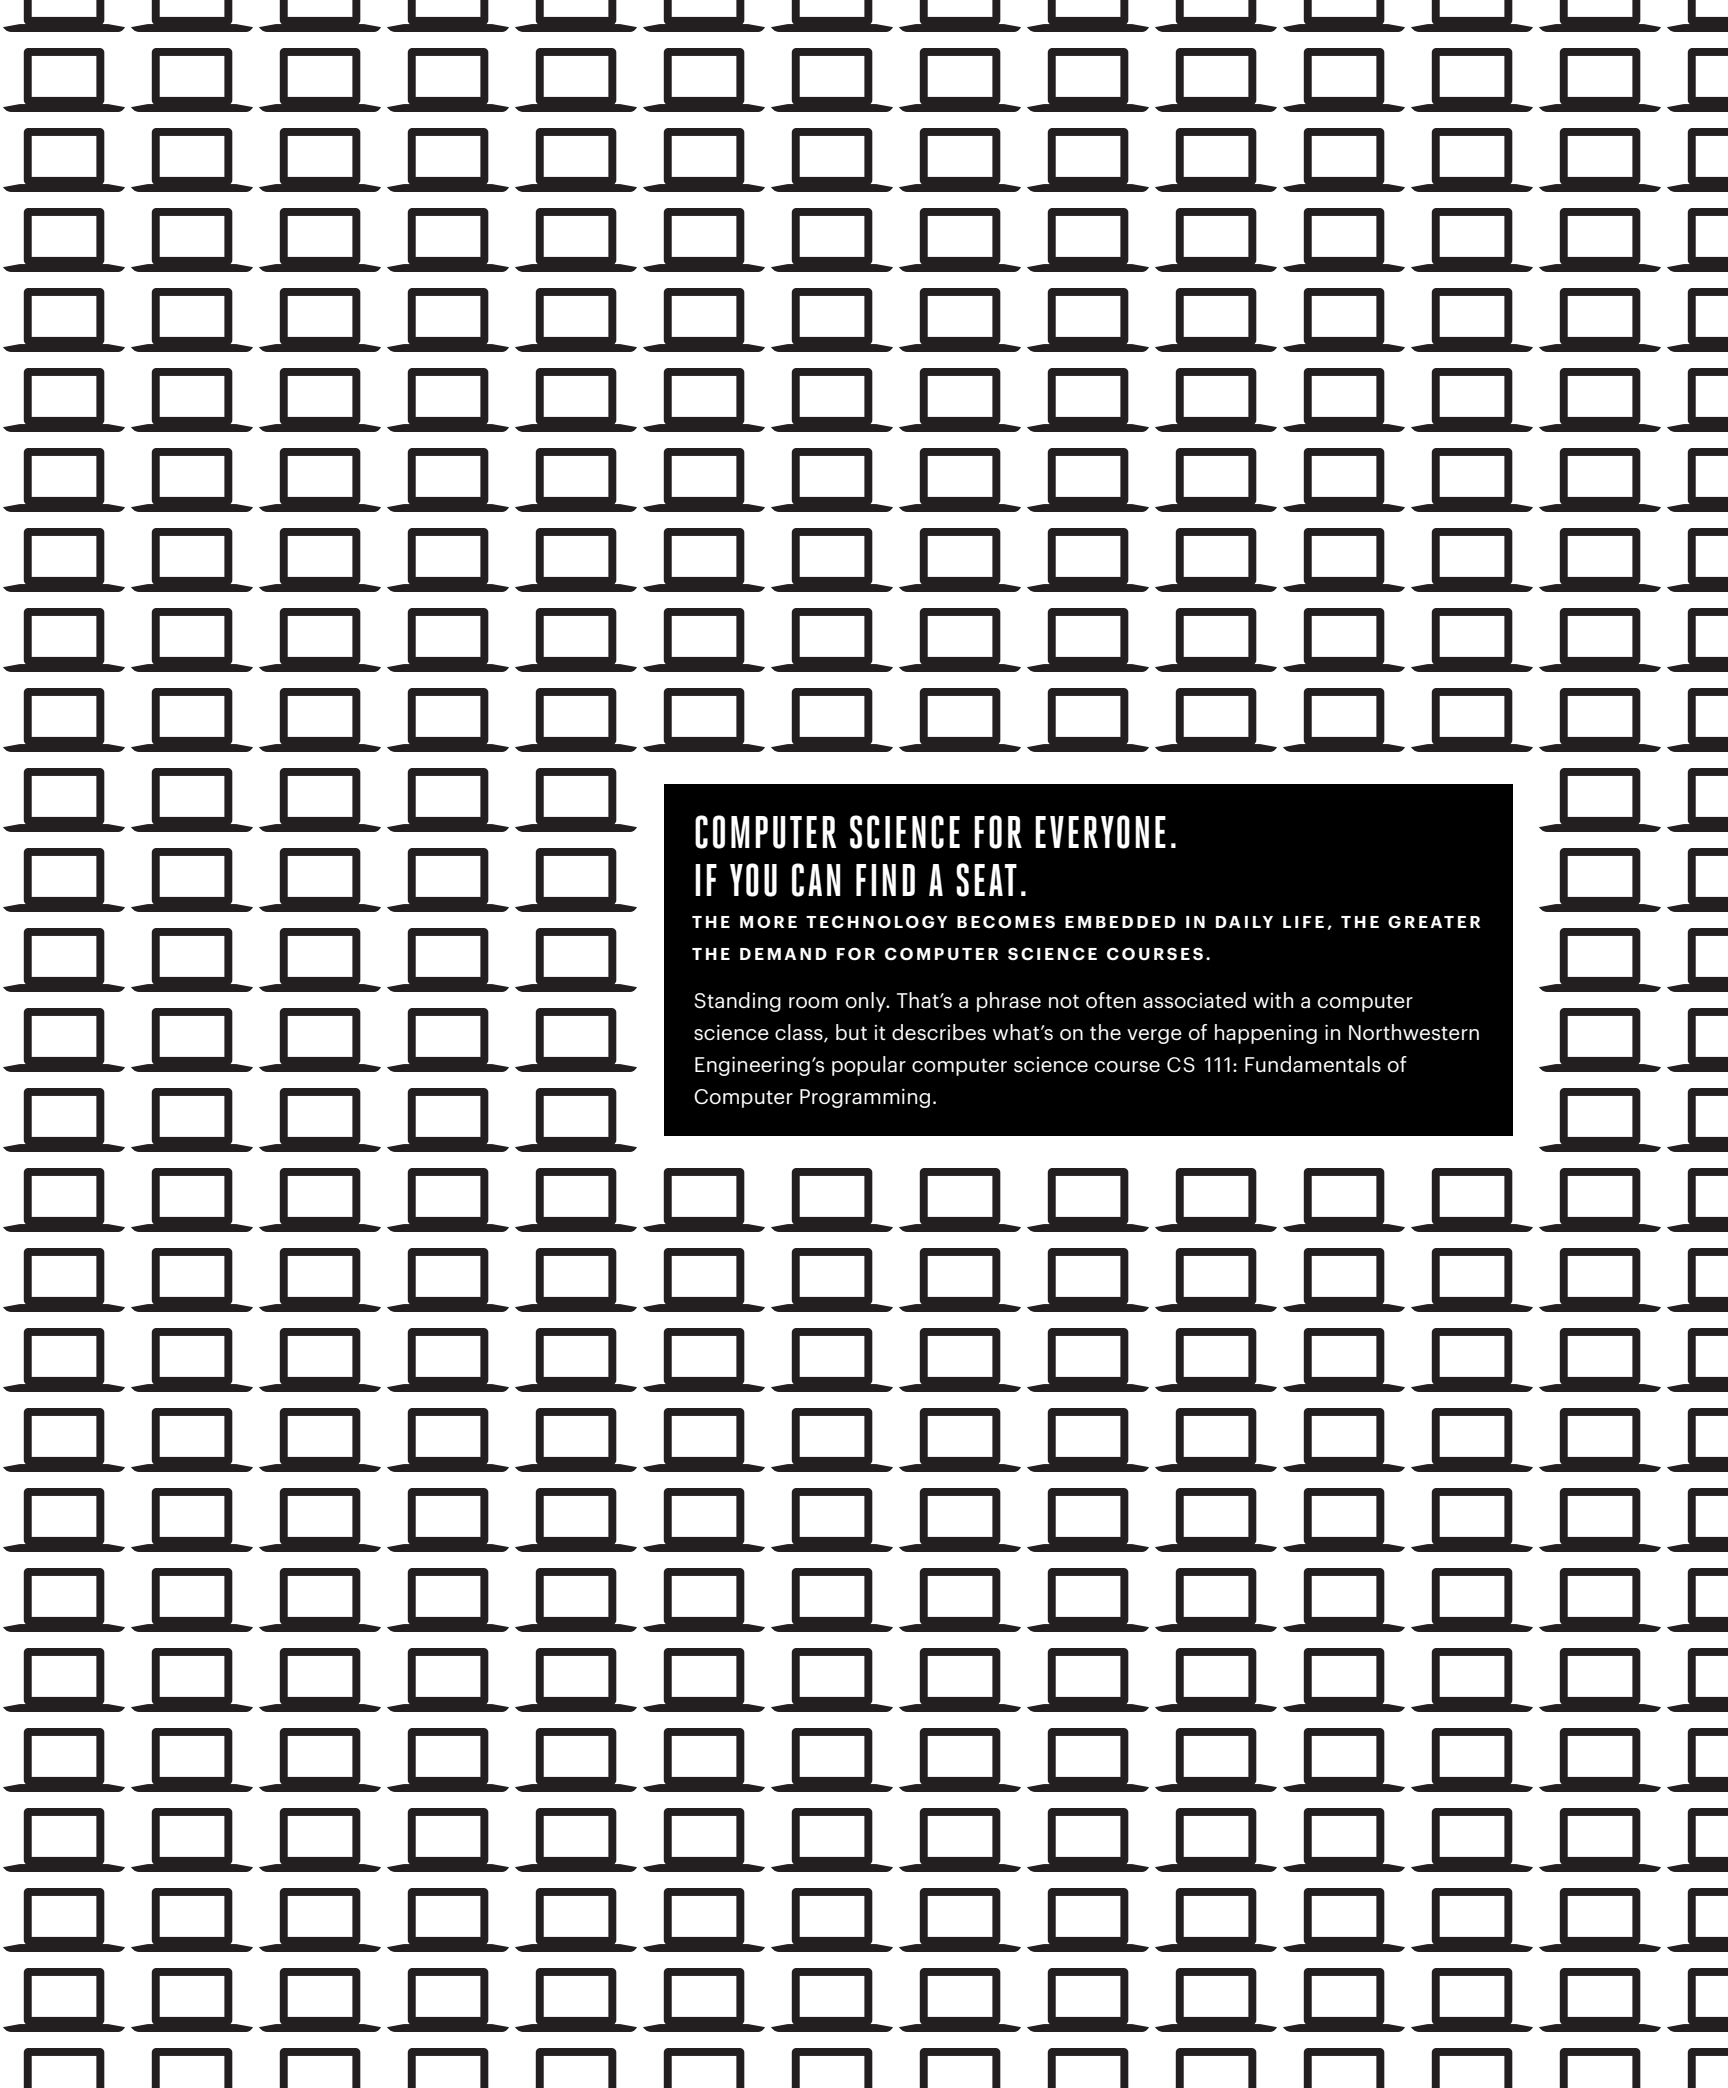 COMPUTER SCIENCE FOR EVERYONE.
IF YOU CAN FIND A SEAT.
THE MORE TECHNOLOGY BECOMES EMBEDDED IN DAILY LIFE, THE GREATER
THE DEMAND FOR COMPUTER SCIENCE COURSES.
Standing room only. That’s a phrase not often associated with a computer
science class, but it describes what’s on the verge of happening in Northwestern
Engineering’s popular computer science course CS 111: Fundamentals of
Computer Programming.